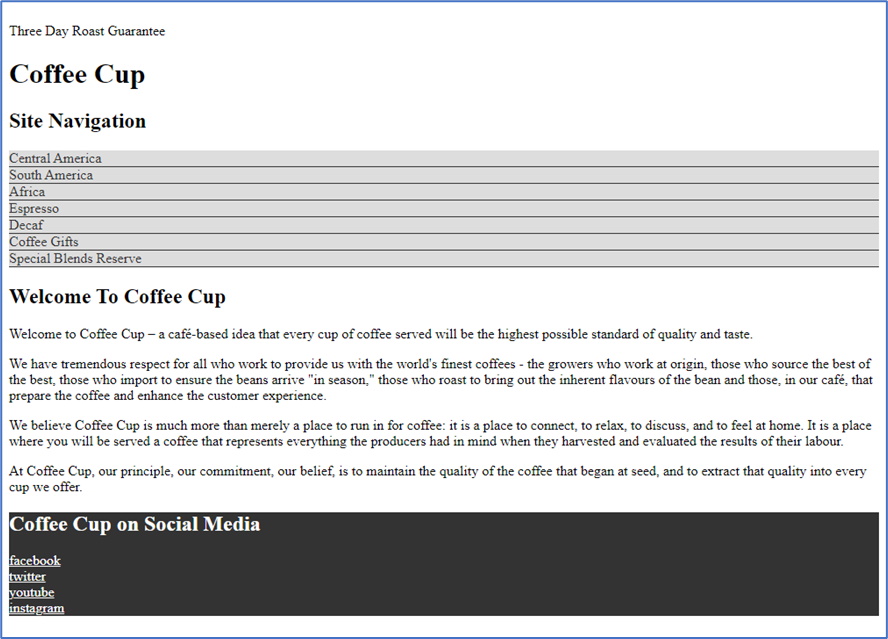 Three Day Roast Guarantee
Coffee Cup
Site Navigation
Central America
South America
Africa
Espresso
Decaf
Coffee Gifts
Special Blends Reserve
Welcome To Coffee Cup
Welcome to Coffee Cup – a café-based idea that every cup of coffee served will be the highest possible standard of quality and taste.
We have tremendous respect for all who work to provide us with the world's finest coffees - the growers who work at origin, those who source the best of
the best, those who import to ensure the beans arrive "in season," those who roast to bring out the inherent flavours of the bean and those, in our café, that
prepare the coffee and enhance the customer experience.
We believe Coffee Cup is much more than merely a place to run in for coffee: it is a place to connect, to relax, to discuss, and to feel at home. It is a place
where you will be served a coffee that represents everything the producers had in mind when they harvested and evaluated the results of their labour.
At Coffee Cup, our principle, our commitment, our belief, is to maintain the quality of the coffee that began at seed, and to extract that quality into every
cup we offer.
Coffee Cup on Social Media
facebook
twitter
youtube
instagram